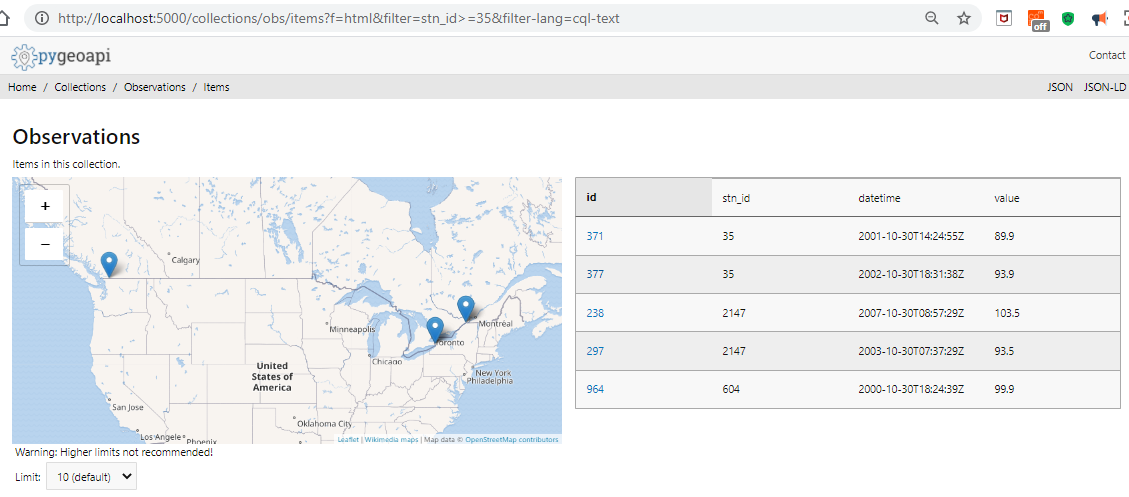 http://localhost:5000/collections/obs/items?f=html&filter=stn_id>=35&filter-lang=cql-text
off
pygeoapi
Contact
Home / Collections / Observations / Items
JSON JSON-LD
Observations
Items in this collection.
+
−
Calgary
Minneapolis
Montréal
Toronto
Chicago
New York
Philadelphia
United
States of
America
San Jose
Oklahoma City
Los Angeles
Phoenix
Leaflet | Wikimedia maps | Map data © OpenStreetMap contributors
id stn_id datetime value
371 35 2001-10-30T14:24:55Z 89.9
377 35 2002-10-30T18:31:38Z 93.9
238 2147 2007-10-30T08:57:29Z 103.5
297 2147 2003-10-30T07:37:29Z 93.5
964 604 2000-10-30T18:24:39Z 99.9
Warning: Higher limits not recommended!
Limit: 10 (default)